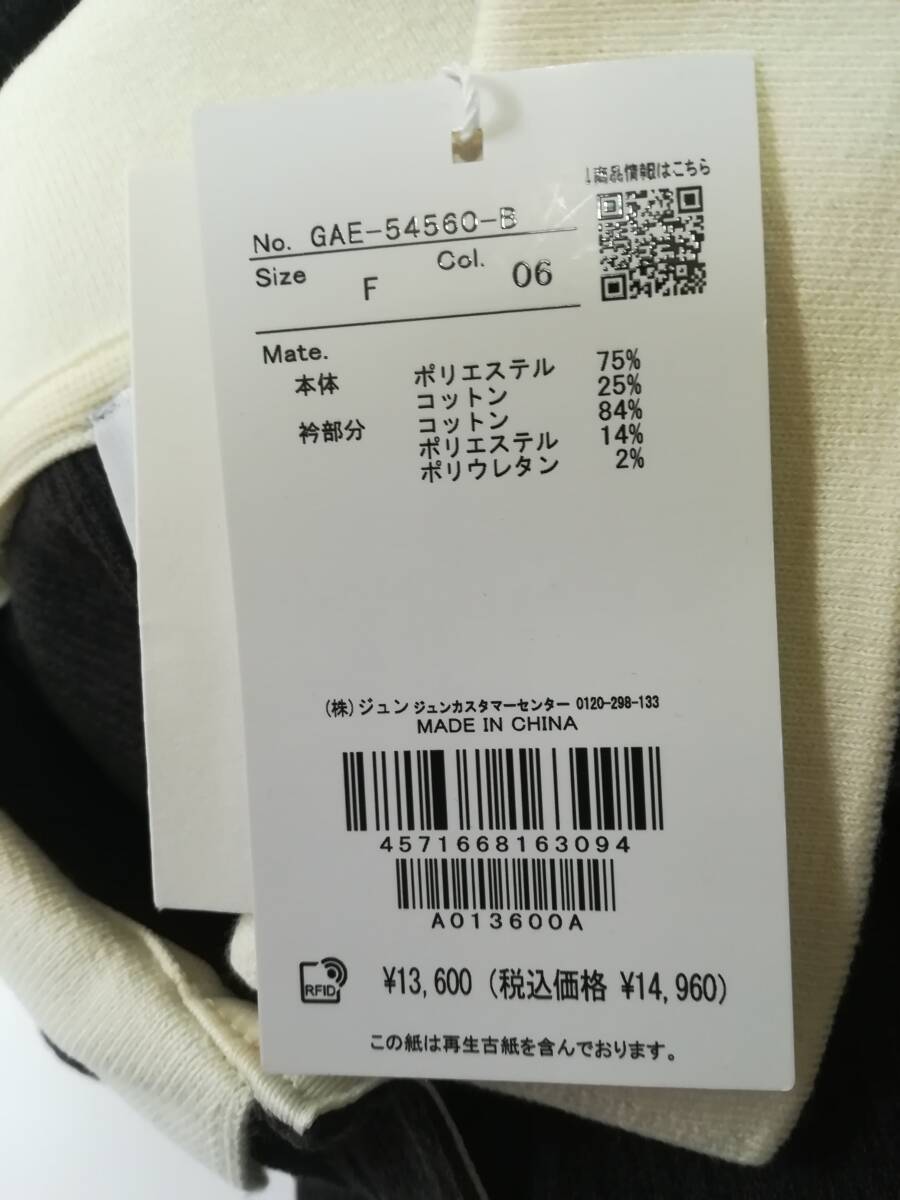 ↓商品情報はこちら
No. GAE-54560-B
Size F Col. 06
Mate.
本体 ポリエステル 75%
コットン 25%
衿部分 コットン 84%
ポリエステル 14%
ポリウレタン 2%
(株)ジュン ジュンカスタマーセンター 0120-298-133
MADE IN CHINA
4571668163094
A013600A
RFID ¥13,600 (税込価格 ¥14,960)
この紙は再生古紙を含んでおります。